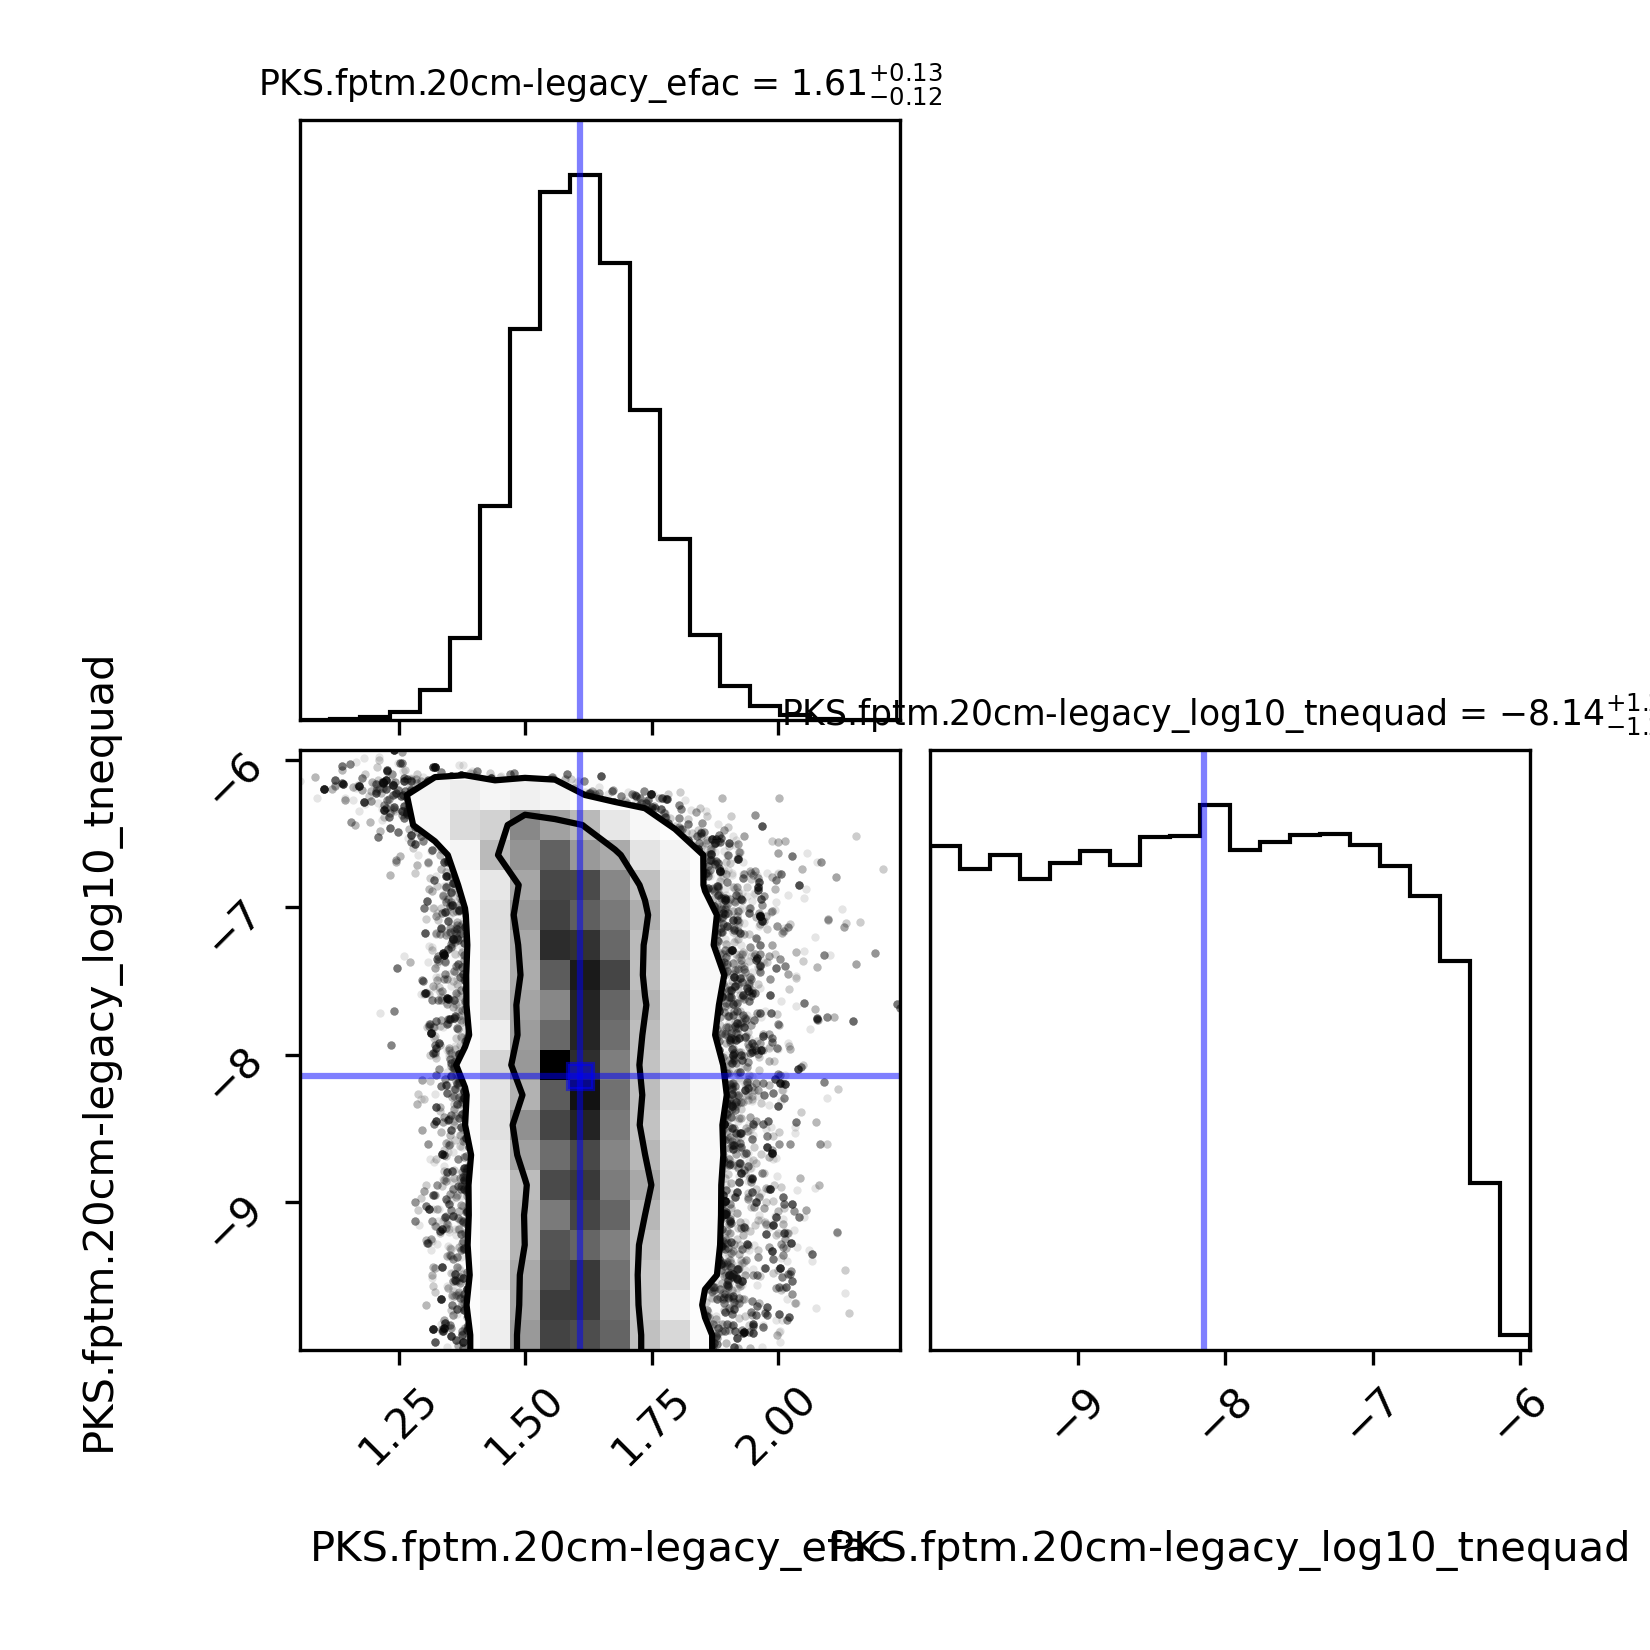 PKS.fptm.20cm-legacy_efac = 1.61+0.13 −0.12
PKS.fptm.20cm-legacy_log10_tnequad = −8.14+1. −1.
PKS.fptm.20cm-legacy_log10_tnequad
−6
−7
−8
−9
1.25
1.50
1.75
2.00
−9
−8
−7
−6
PKS.fptm.20cm-legacy_efac
PKS.fptm.20cm-legacy_log10_tnequad